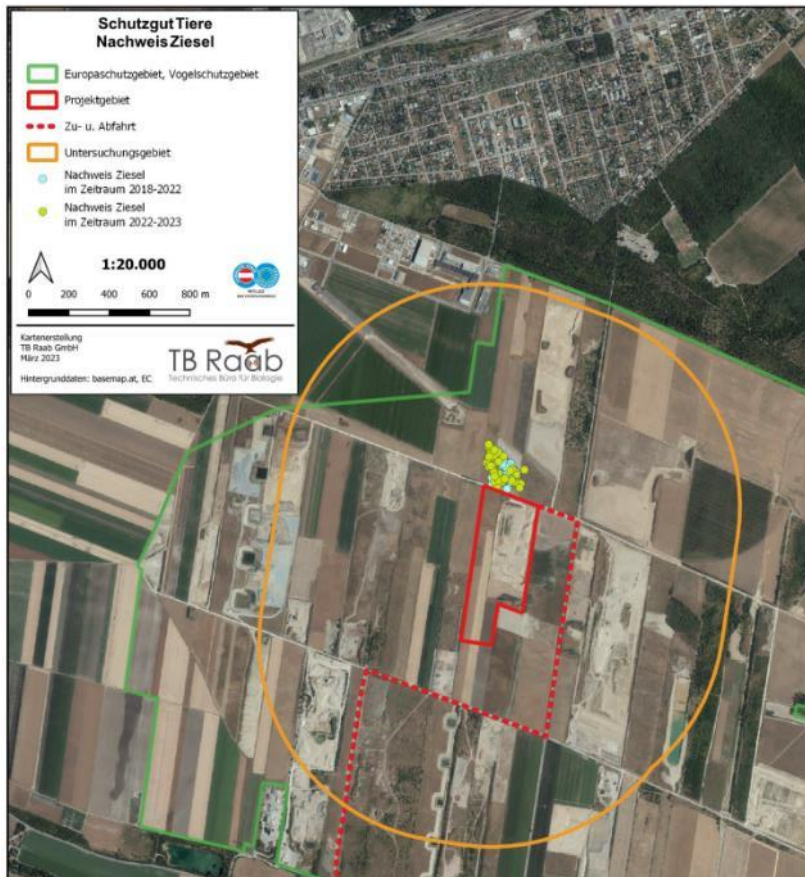 Schutzgut Tiere
Nachweis Ziesel
Europaschutzgebiet, Vogelschutzgebiet
Projektgebiet
Zu- u. Abfahrt
Untersuchungsgebiet
Nachweis Ziesel
im Zeitraum 2018-2022
Nachweis Ziesel
im Zeitraum 2022-2023
1:20.000
0 200 400 600 800 m
Kartenerstellung
TB Raab GmbH
März 2023
TB Raab
Technisches Büro für Biologie
Hintergrunddaten: basemap.at, EC